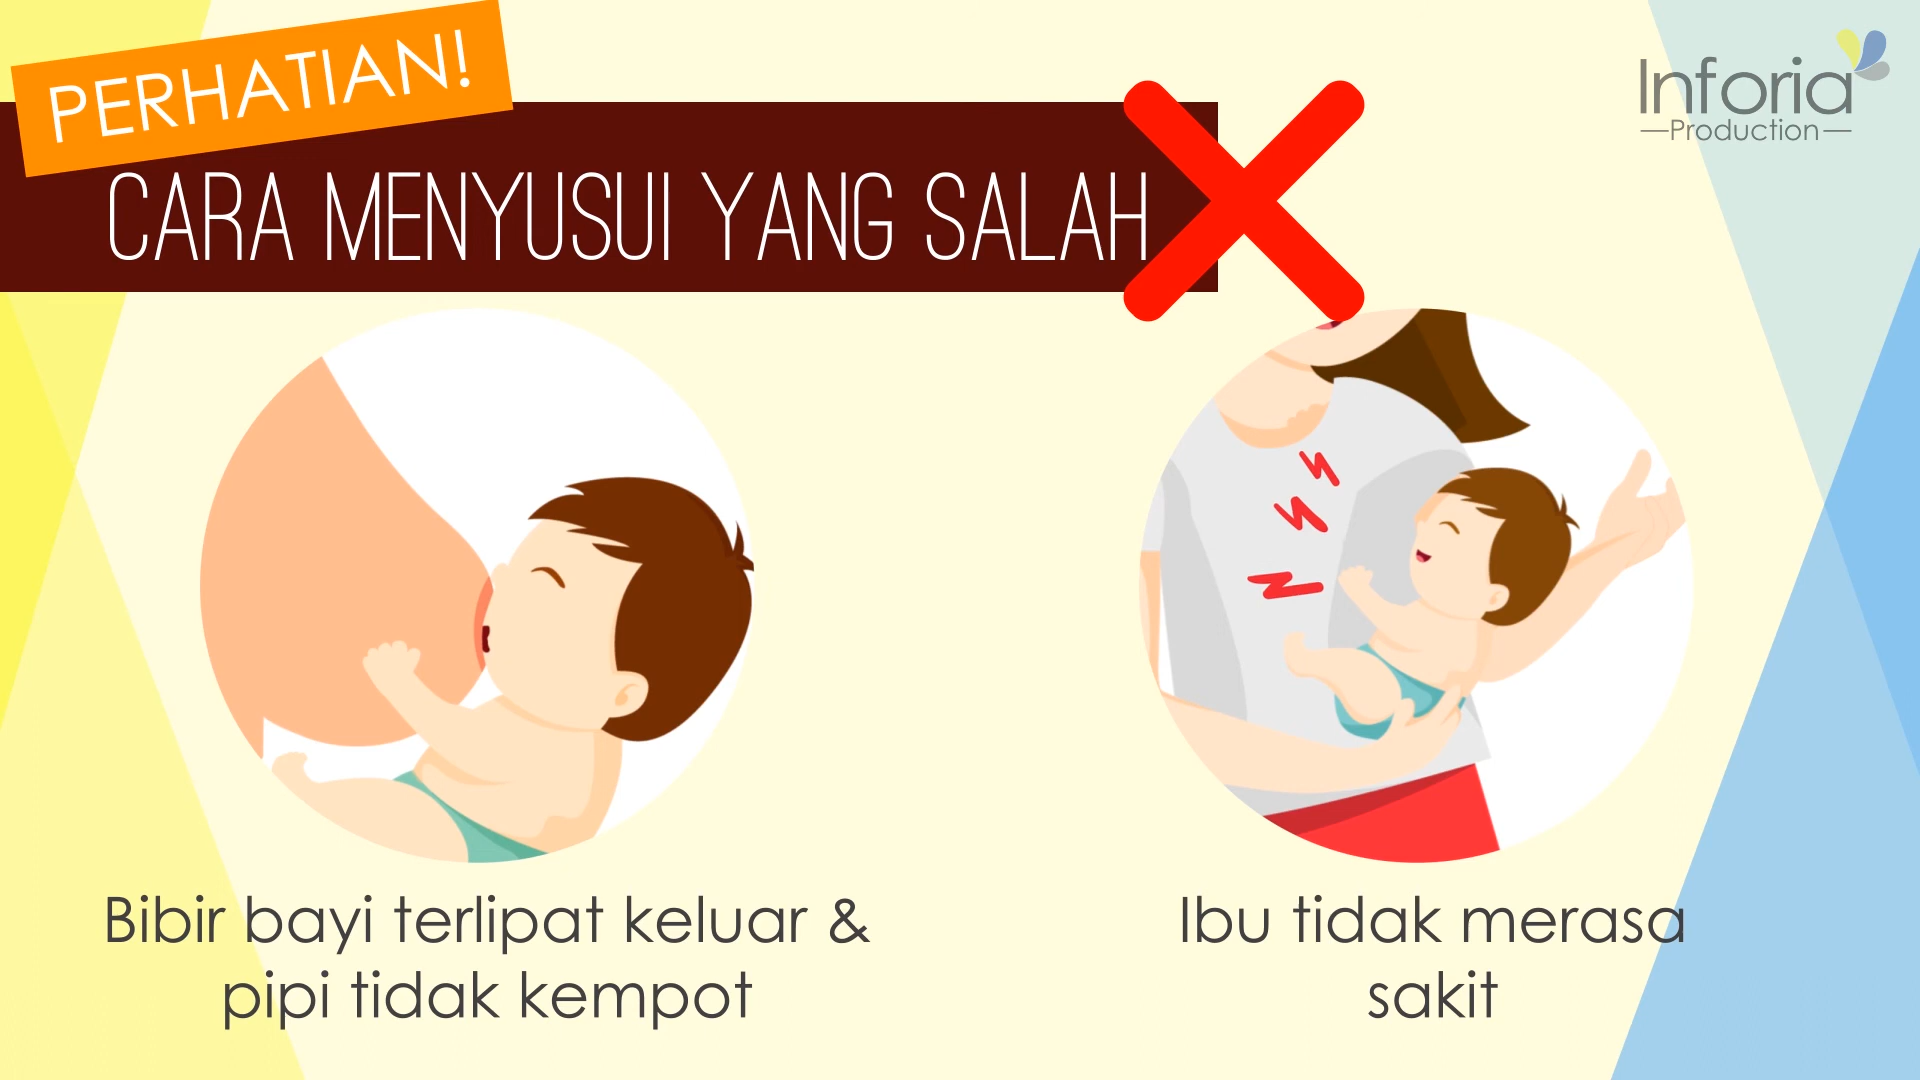 PERHATIAN!
CARA MENYUSUI YANG SALAH
Inforia
Production
Bibir bayi terlipat keluar &
pipi tidak kempot
Ibu tidak merasa
sakit